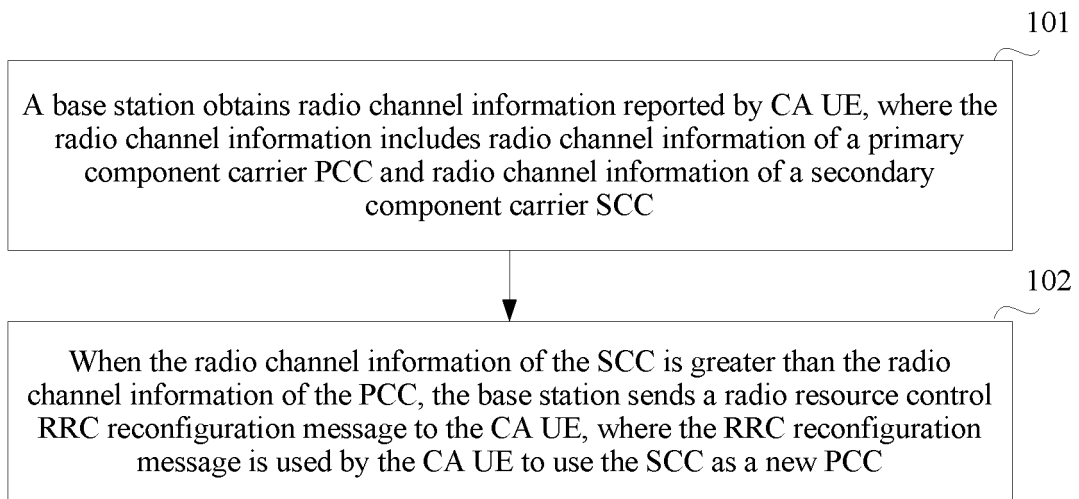 101
A base station obtains radio channel information reported by CA UE, where the
radio channel information includes radio channel information of a primary
component carrier PCC and radio channel information of a secondary
component carrier SCC
102
When the radio channel information of the SCC is greater than the radio
channel information of the PCC, the base station sends a radio resource control
RRC reconfiguration message to the CA UE, where the RRC reconfiguration
message is used by the CA UE to use the SCC as a new PCC